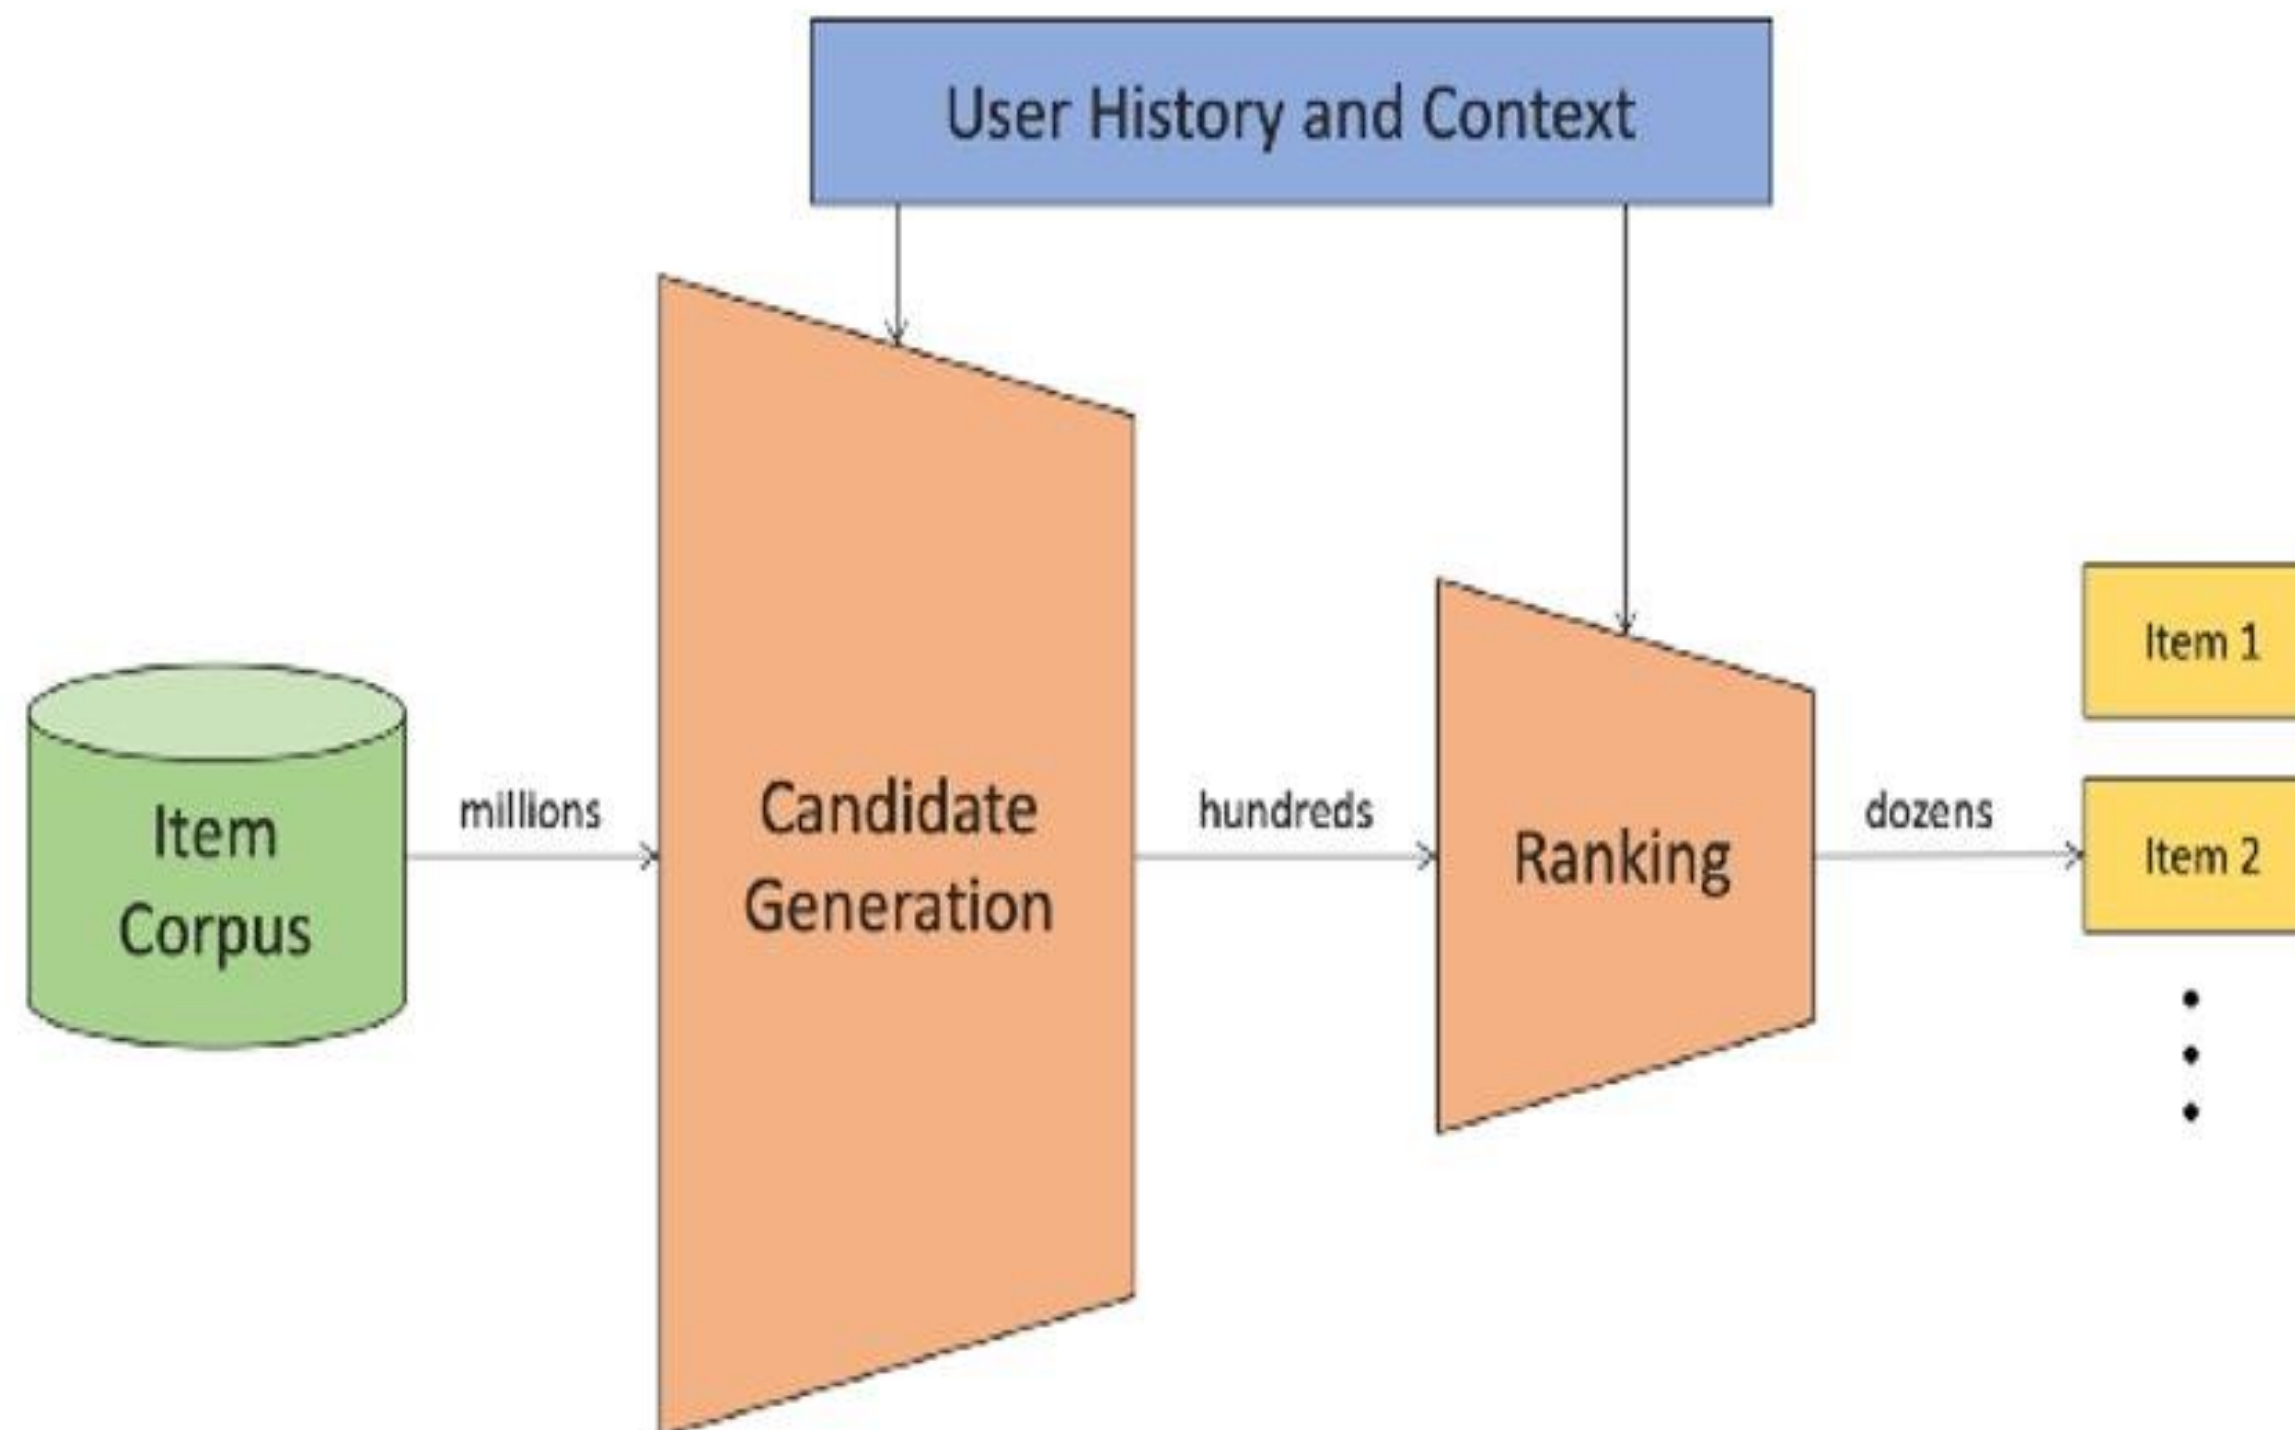 User History and Context
Item
Corpus
millions
Candidate
Generation
hundreds
Ranking
dozens
Item 1
Item 2